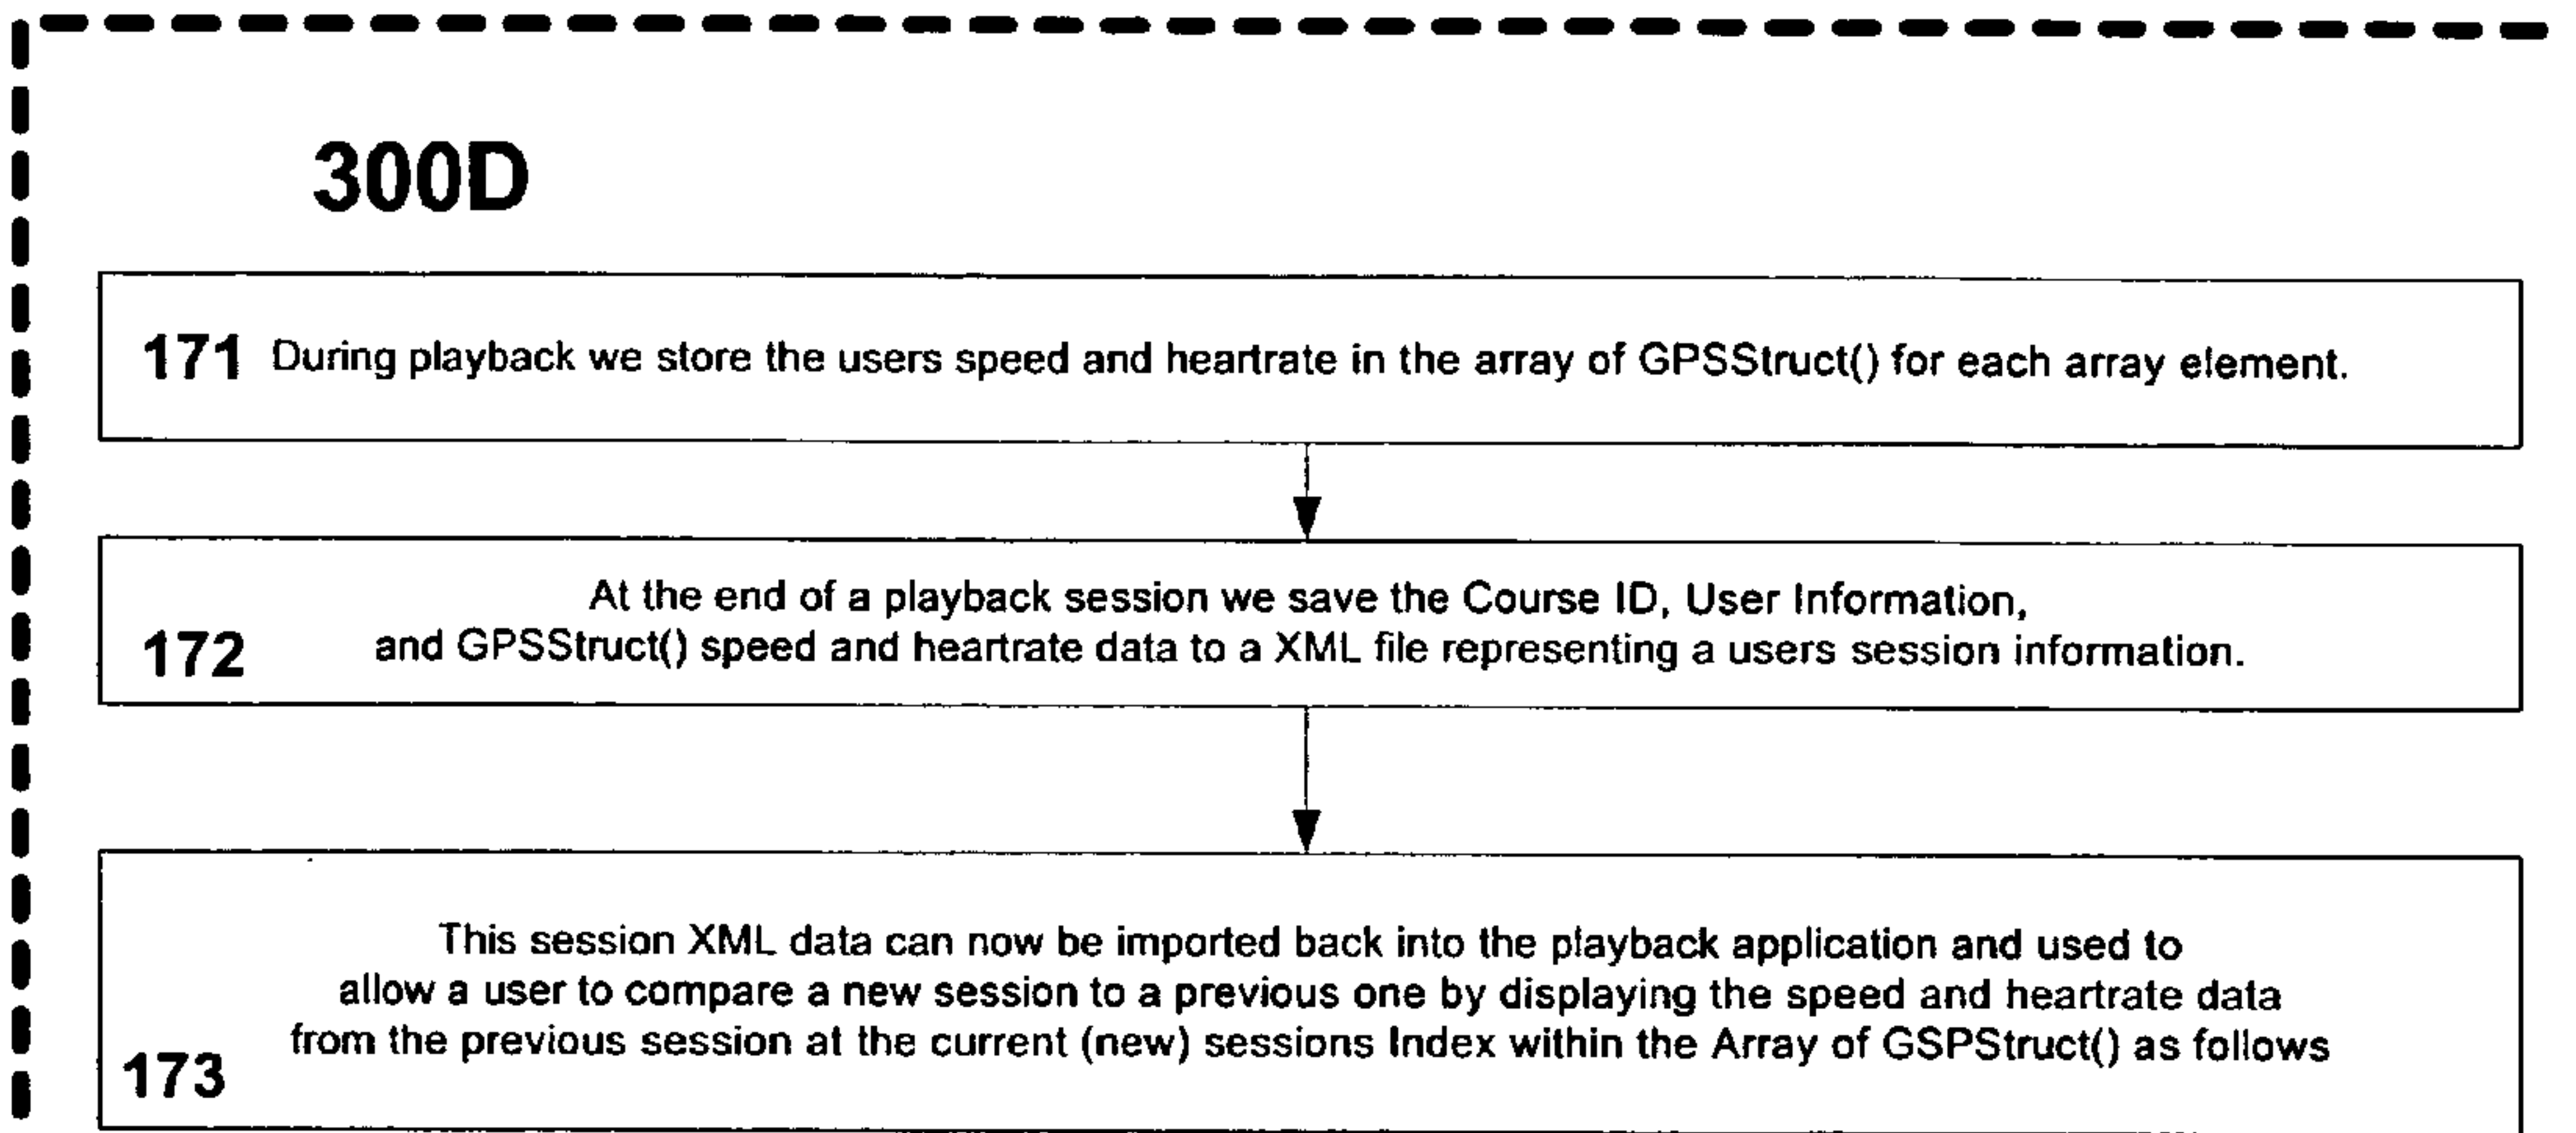 300D
171 During playback we store the users speed and heartrate in the array of GPSStruct() for each array element.
At the end of a playback session we save the Course ID, User Information,
172 and GPSStruct() speed and heartrate data to a XML file representing a users session information.
This session XML data can now be imported back into the playback application and used to
allow a user to compare a new session to a previous one by displaying the speed and heartrate data
from the previous session at the current (new) sessions Index within the Array of GSPStruct() as follows
173